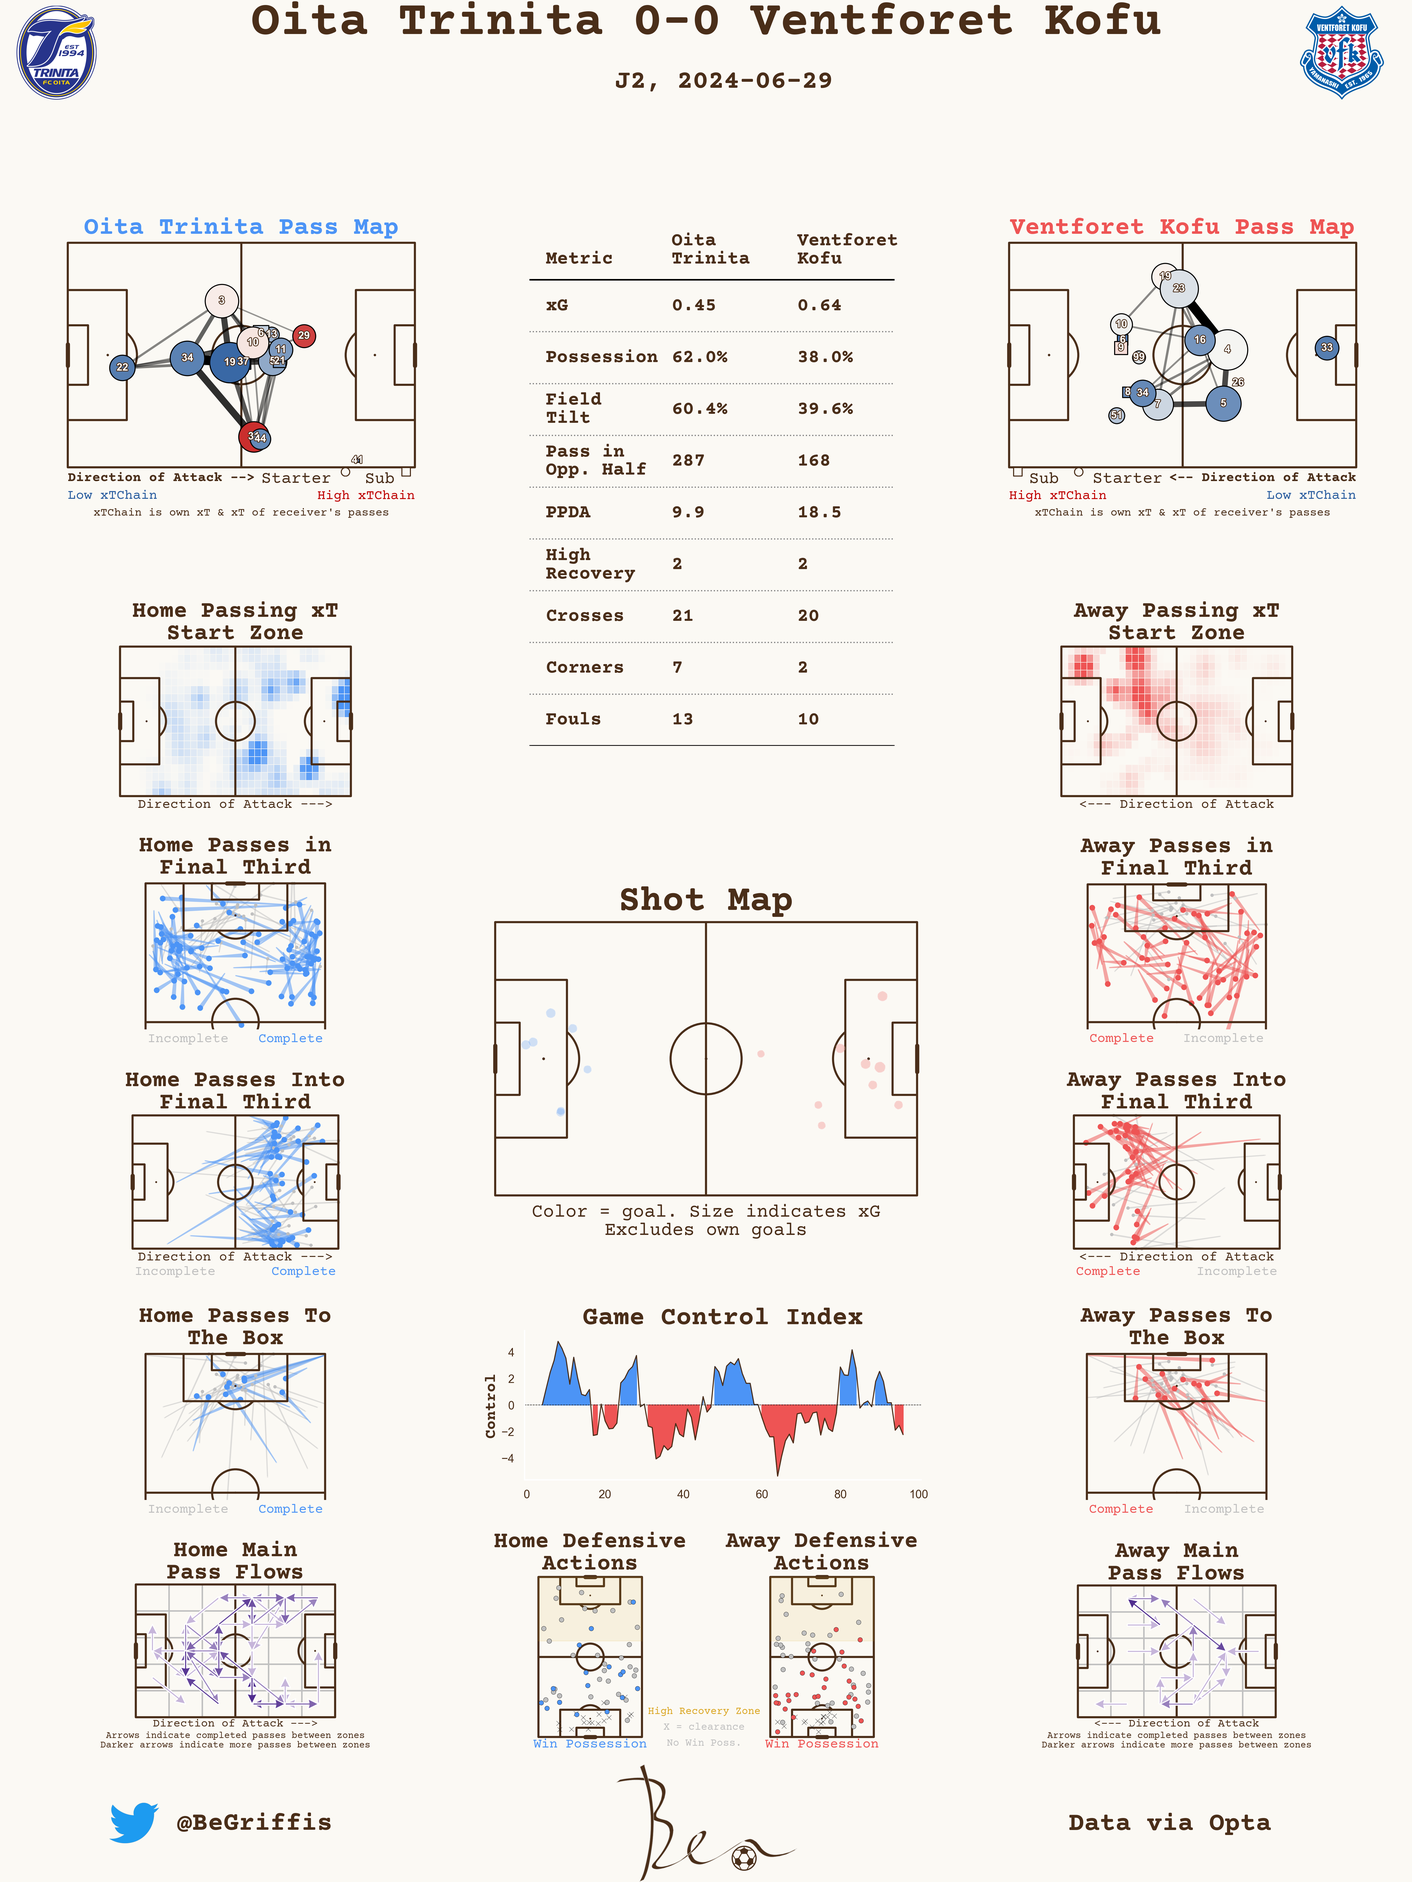 Oita Trinita 0-0 Ventforet Kofu
J2, 2024-06-29
EST
1994
TRINITA
FC OITA
VENTFORET KOFU
vfk
YAMANASHI EST. 1965
Oita Trinita Pass Map
3
29
10
6
13
11
22
34
19
37
21
44
41
Direction of Attack --> Starter Sub
Low xTChain High xTChain
xTChain is own xT & xT of receiver's passes
Metric Oita Trinita Ventforet Kofu
xG 0.45 0.64
Possession 62.0% 38.0%
Field Tilt 60.4% 39.6%
Pass in Opp. Half 287 168
PPDA 9.9 18.5
High Recovery 2 2
Crosses 21 20
Corners 7 2
Fouls 13 10
Ventforet Kofu Pass Map
19
23
10
6
9
99
16
4
33
26
8
34
7
5
51
Sub Starter <-- Direction of Attack
High xTChain Low xTChain
xTChain is own xT & xT of receiver's passes
Home Passing xT
Start Zone
Direction of Attack --->
Away Passing xT
Start Zone
<--- Direction of Attack
Home Passes in
Final Third
Incomplete Complete
Shot Map
Color = goal. Size indicates xG
Excludes own goals
Away Passes in
Final Third
Complete Incomplete
Home Passes Into
Final Third
Direction of Attack --->
Incomplete Complete
Away Passes Into
Final Third
<--- Direction of Attack
Complete Incomplete
Home Passes To
The Box
Incomplete Complete
Game Control Index
Control
4
2
0
−2
−4
0 20 40 60 80 100
Away Passes To
The Box
Complete Incomplete
Home Main
Pass Flows
Direction of Attack --->
Arrows indicate completed passes between zones
Darker arrows indicate more passes between zones
Home Defensive
Actions
Win Possession
High Recovery Zone
X = clearance
No Win Poss.
Away Defensive
Actions
Win Possession
Away Main
Pass Flows
<--- Direction of Attack
Arrows indicate completed passes between zones
Darker arrows indicate more passes between zones
@BeGriffis
Ben
Data via Opta